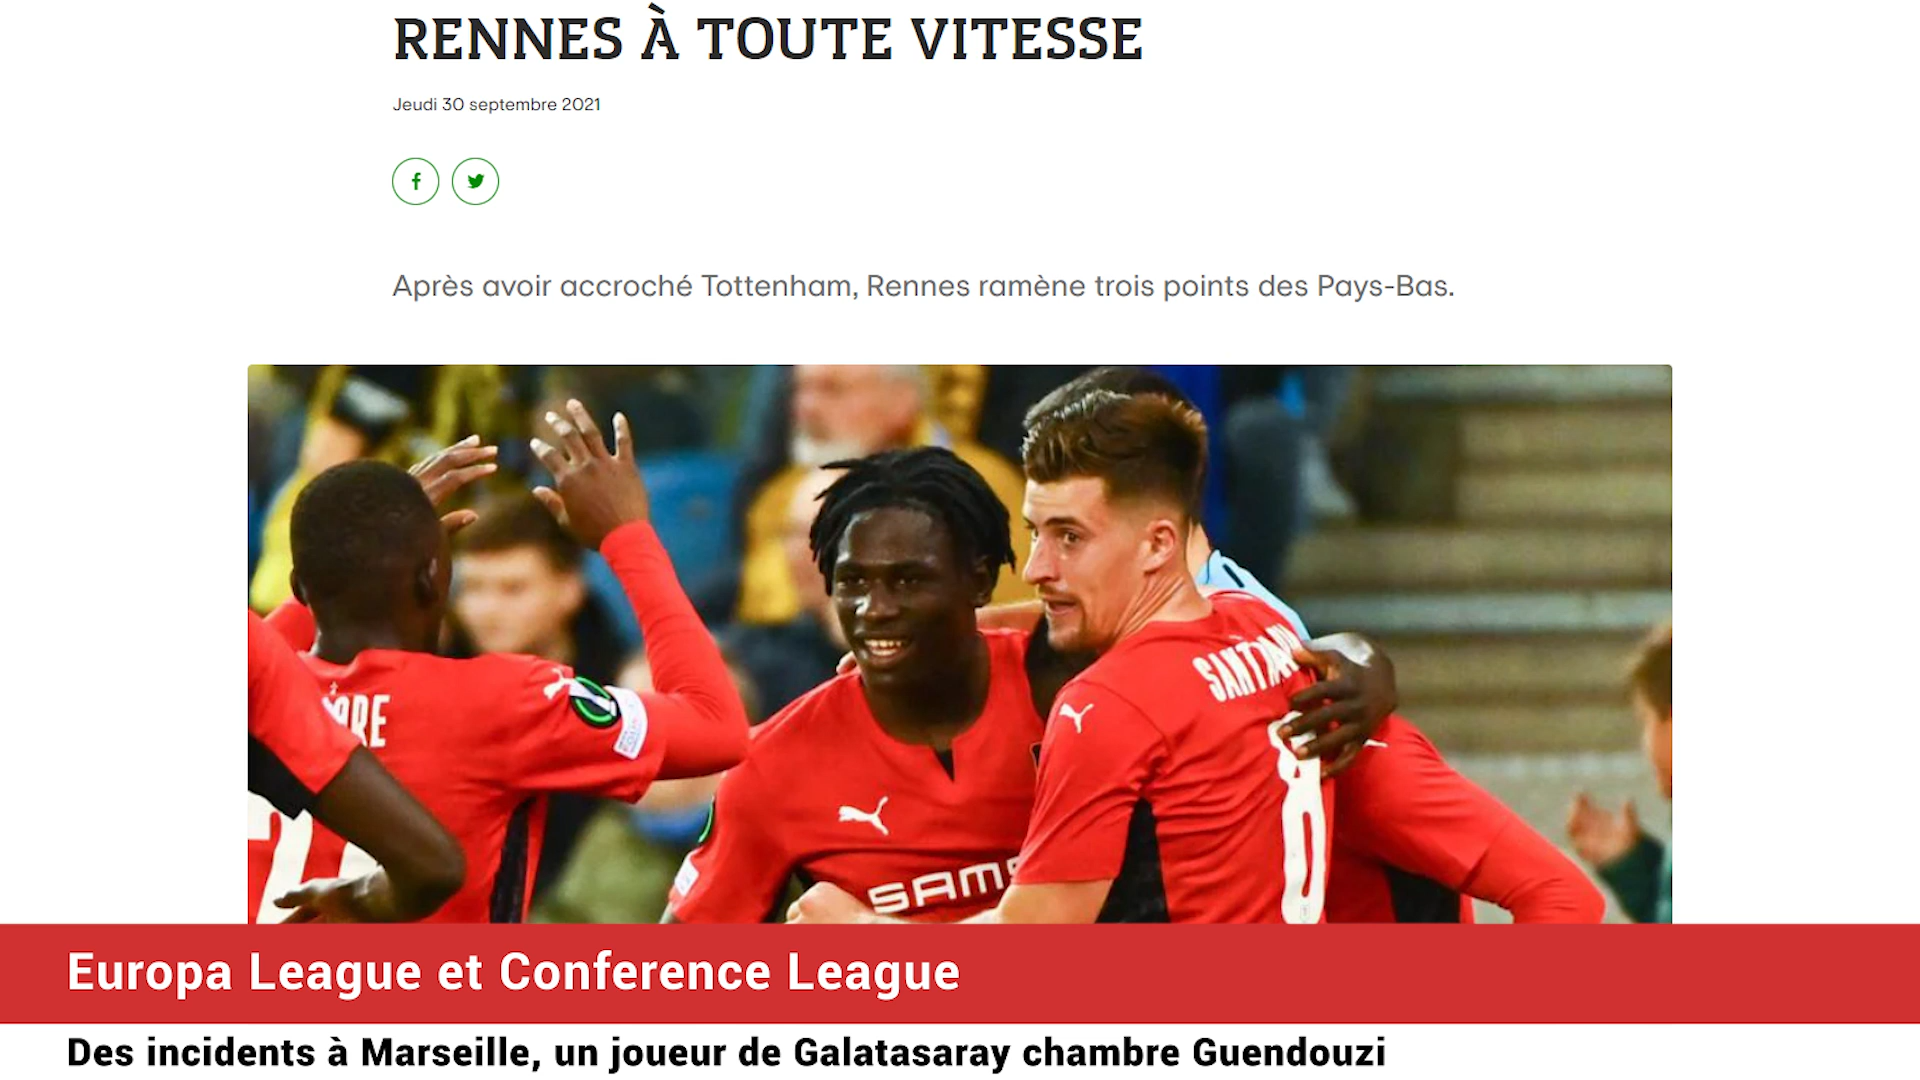 RENNES À TOUTE VITESSE
Jeudi 30 septembre 2021
Après avoir accroché Tottenham, Rennes ramène trois points des Pays-Bas.
Europa League et Conference League
Des incidents à Marseille, un joueur de Galatasaray chambre Guendouzi